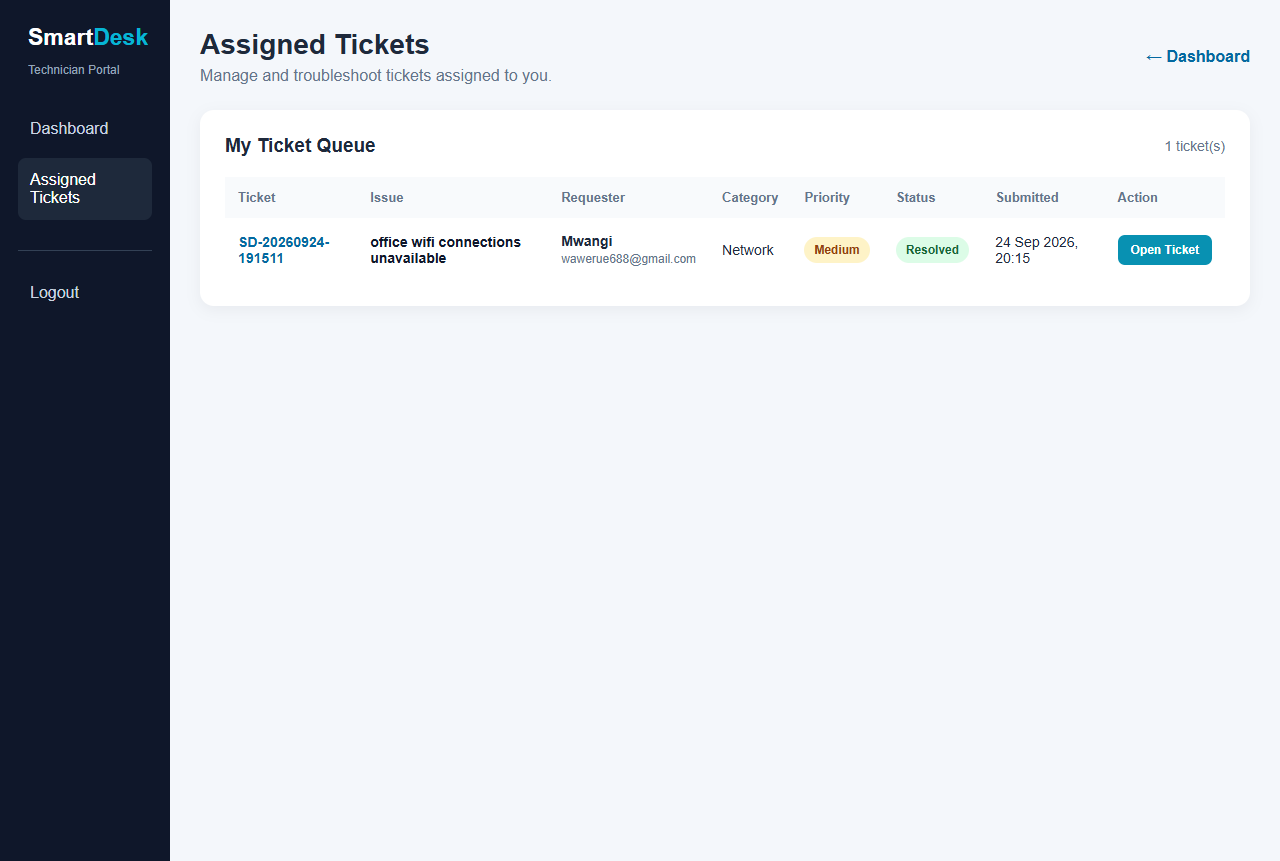 SmartDesk
Technician Portal
Dashboard
Assigned
Tickets
Logout
Assigned Tickets
Manage and troubleshoot tickets assigned to you.
← Dashboard
My Ticket Queue
1 ticket(s)
Ticket Issue Requester Category Priority Status Submitted Action
SD-20260924-
191511
office wifi connections
unavailable
Mwangi
wawerue688@gmail.com
Network
Medium
Resolved
24 Sep 2026,
20:15
Open Ticket